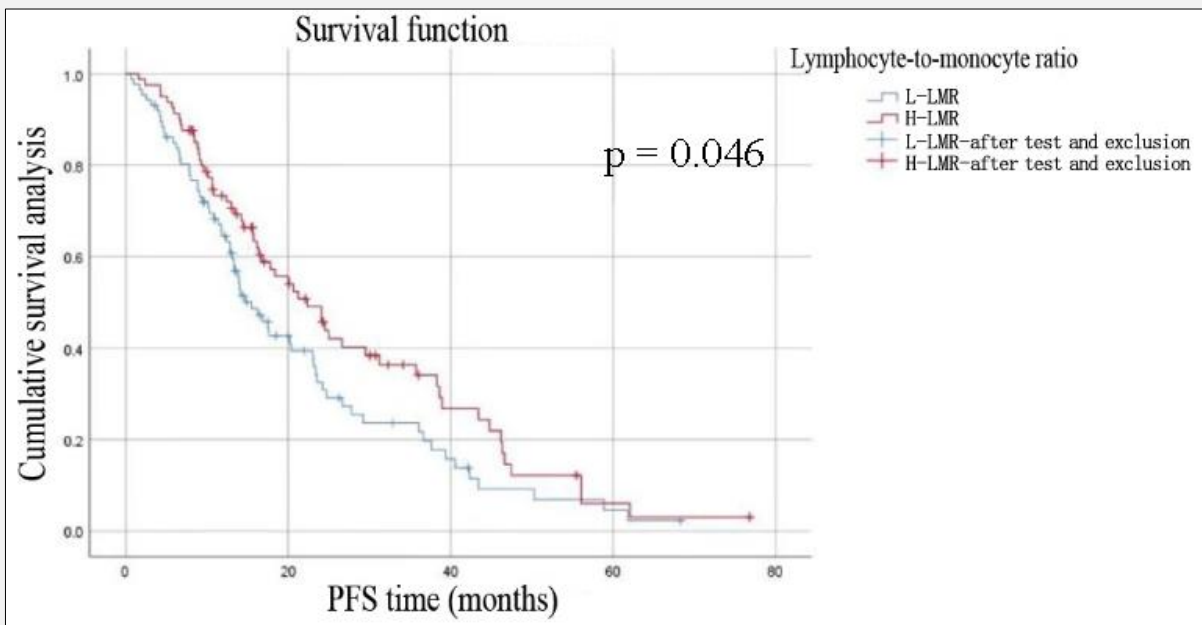 Survival function
Lymphocyte-to-monocyte ratio
L-LMR
H-LMR
L-LMR-after test and exclusion
H-LMR-after test and exclusion
p = 0.046
Cumulative survival analysis
1.0
0.8
0.6
0.4
0.2
0.0
0
20
40
60
80
PFS time (months)